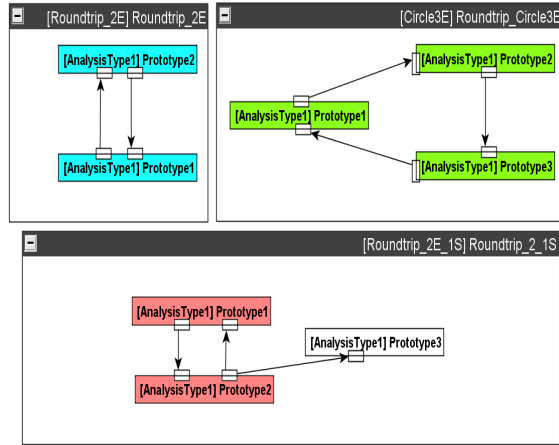 [Roundtrip_2E] Roundtrip_2E
[AnalysisType1] Prototype2
[AnalysisType1] Prototype1
[Circle3E] Roundtrip_Circle3E
[AnalysisType1] Prototype2
[AnalysisType1] Prototype1
[AnalysisType1] Prototype3
[Roundtrip_2E_1S] Roundtrip_2_1S
[AnalysisType1] Prototype1
[AnalysisType1] Prototype3
[AnalysisType1] Prototype2